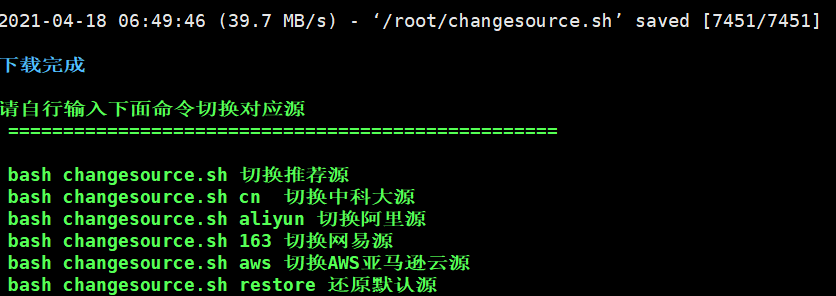 2021-04-18 06:49:46 (39.7 MB/s) - ‘/root/changesource.sh’ saved [7451/7451]
下载完成
请自行输入下面命令切换对应源
==================================================
bash changesource.sh 切换推荐源
bash changesource.sh cn  切换中科大源
bash changesource.sh aliyun 切换阿里源
bash changesource.sh 163 切换网易源
bash changesource.sh aws 切换AWS亚马逊云源
bash changesource.sh restore 还原默认源